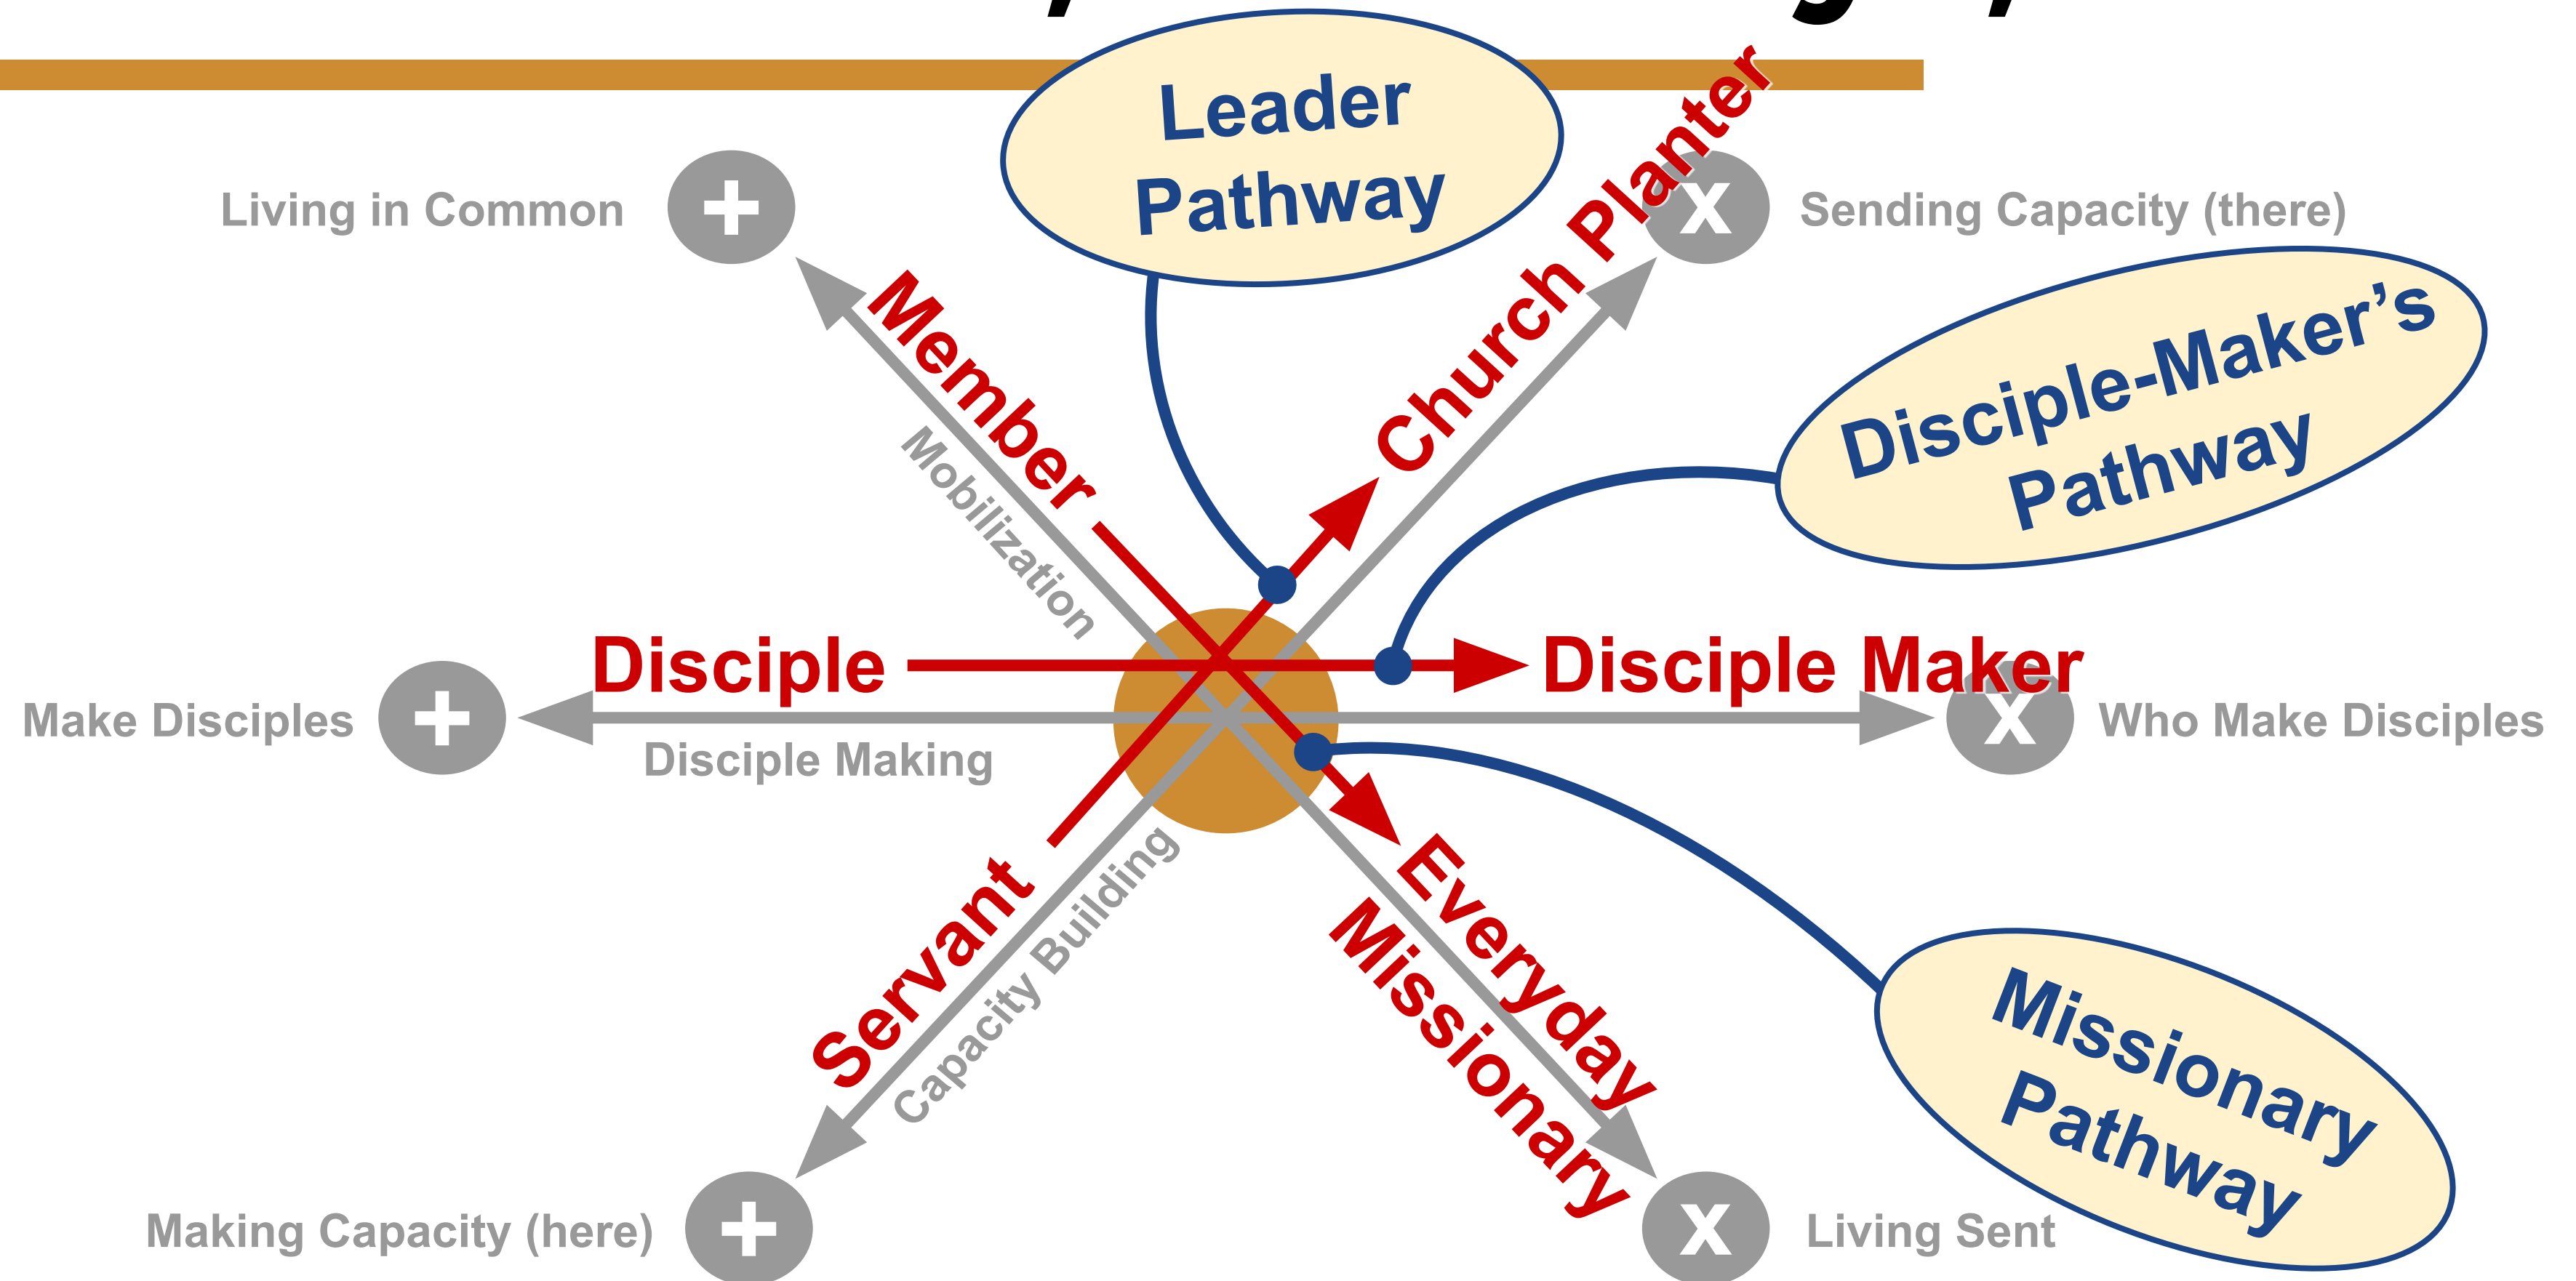 Leader
Pathway
Living in Common
+
Church Planter
X
Sending Capacity (there)
Member
Mobilization
Disciple-Maker’s
Pathway
Disciple
Disciple Maker
Make Disciples
+
Disciple Making
X
Who Make Disciples
Servant
Capacity Building
Everyday
Missionary
Missionary
Pathway
Making Capacity (here)
+
X
Living Sent